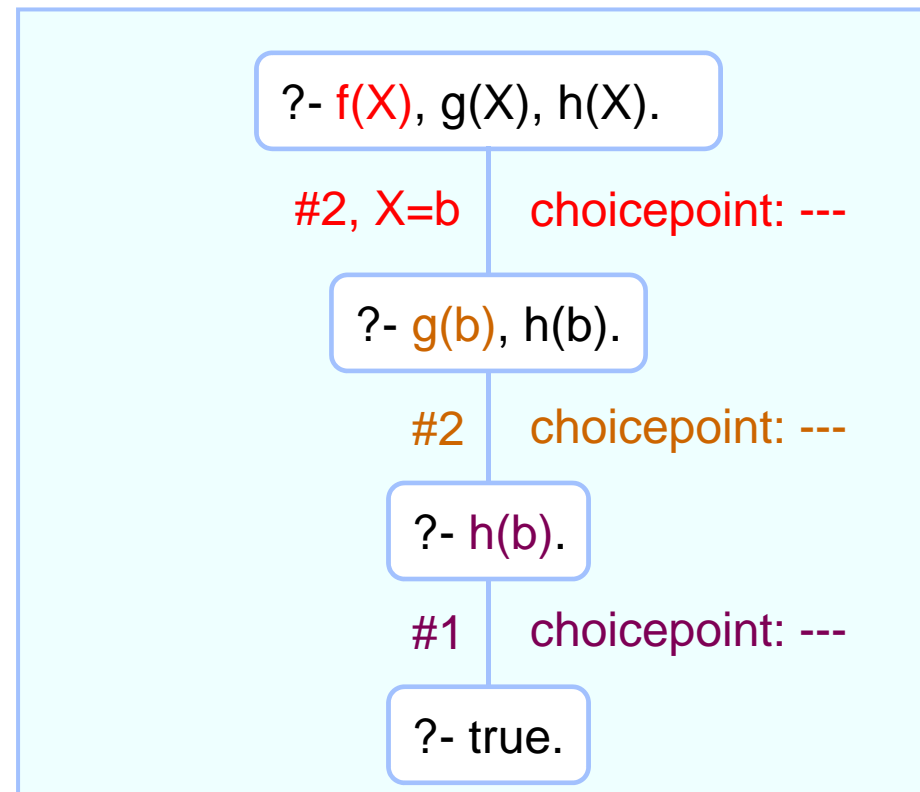 ?- f(X), g(X), h(X).
#2, X=b choicepoint: ---
?- g(b), h(b).
#2 choicepoint: ---
?- h(b).
#1 choicepoint: ---
?- true.